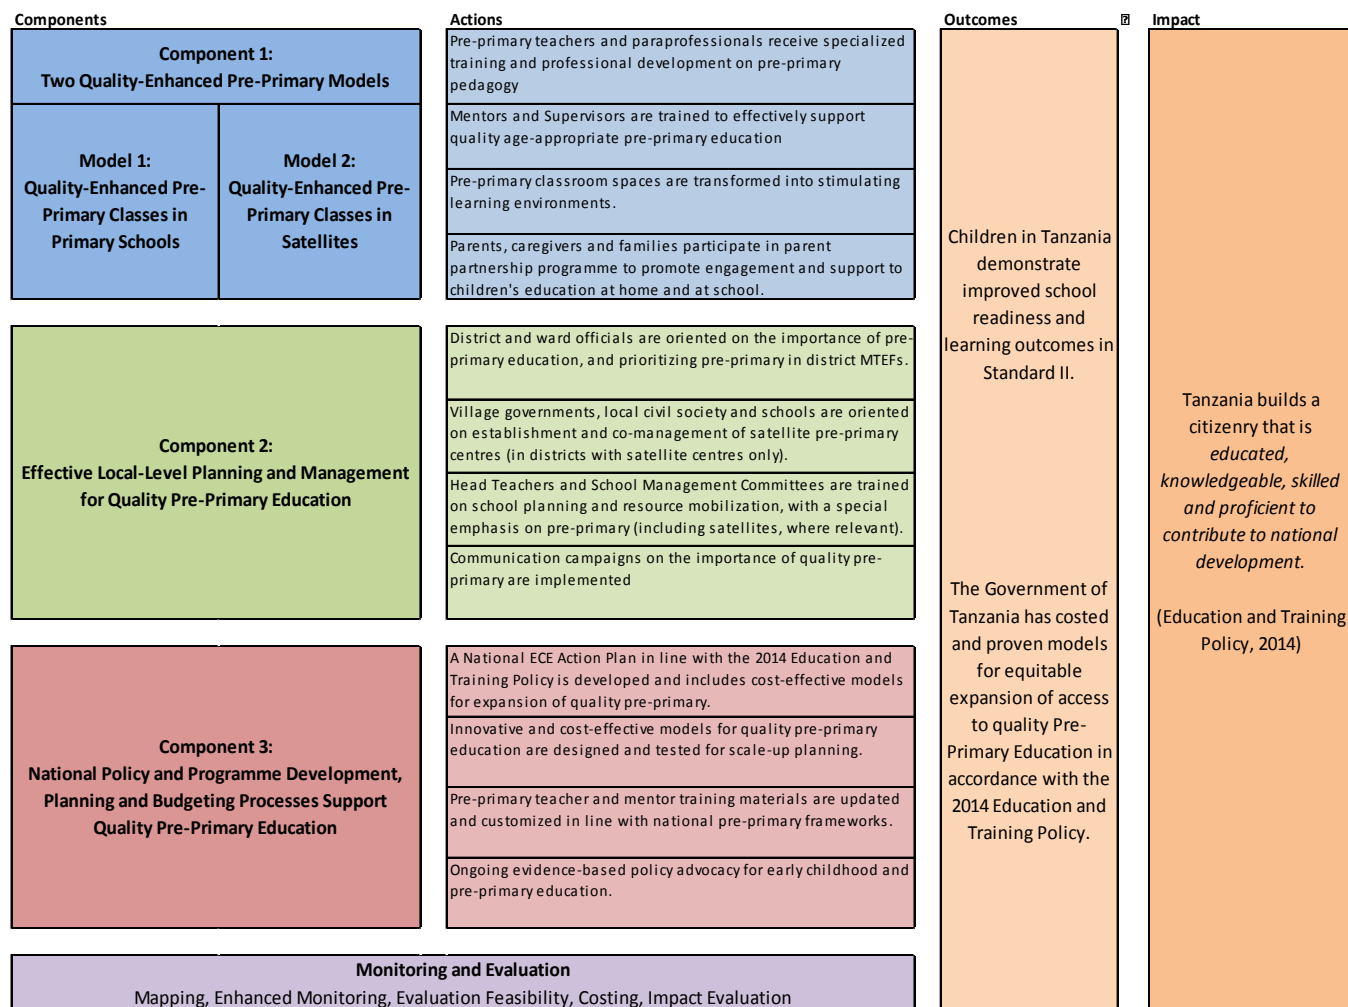 Components
Actions
Outcomes
Impact
Component 1:
Two Quality-Enhanced Pre-Primary Models
Model 1:
Quality-Enhanced Pre-
Primary Classes in
Primary Schools
Model 2:
Quality-Enhanced Pre-
Primary Classes in
Satellites
Pre-primary teachers and paraprofessionals receive specialized
training and professional development on pre-primary
pedagogy
Mentors and Supervisors are trained to effectively support
quality age-appropriate pre-primary education
Pre-primary classroom spaces are transformed into stimulating
learning environments.
Parents, caregivers and families participate in parent
partnership programme to promote engagement and support to
children's education at home and at school.
Component 2:
Effective Local-Level Planning and Management
for Quality Pre-Primary Education
District and ward officials are oriented on the importance of pre-
primary education, and prioritizing pre-primary in district MTEFs.
Village governments, local civil society and schools are oriented
on establishment and co-management of satellite pre-primary
centres (in districts with satellite centres only).
Head Teachers and School Management Committees are trained
on school planning and resource mobilization, with a special
emphasis on pre-primary (including satellites, where relevant).
Communication campaigns on the importance of quality pre-
primary are implemented
Component 3:
National Policy and Programme Development,
Planning and Budgeting Processes Support
Quality Pre-Primary Education
A National ECE Action Plan in line with the 2014 Education and
Training Policy is developed and includes cost-effective models
for expansion of quality pre-primary.
Innovative and cost-effective models for quality pre-primary
education are designed and tested for scale-up planning.
Pre-primary teacher and mentor training materials are updated
and customized in line with national pre-primary frameworks.
Ongoing evidence-based policy advocacy for early childhood and
pre-primary education.
Monitoring and Evaluation
Mapping, Enhanced Monitoring, Evaluation Feasibility, Costing, Impact Evaluation
Children in Tanzania
demonstrate
improved school
readiness and
learning outcomes in
Standard II.
The Government of
Tanzania has costed
and proven models
for equitable
expansion of access
to quality Pre-
Primary Education in
accordance with the
2014 Education and
Training Policy.
Tanzania builds a
citizenry that is
educated,
knowledgeable, skilled
and proficient to
contribute to national
development.
(Education and Training
Policy, 2014)